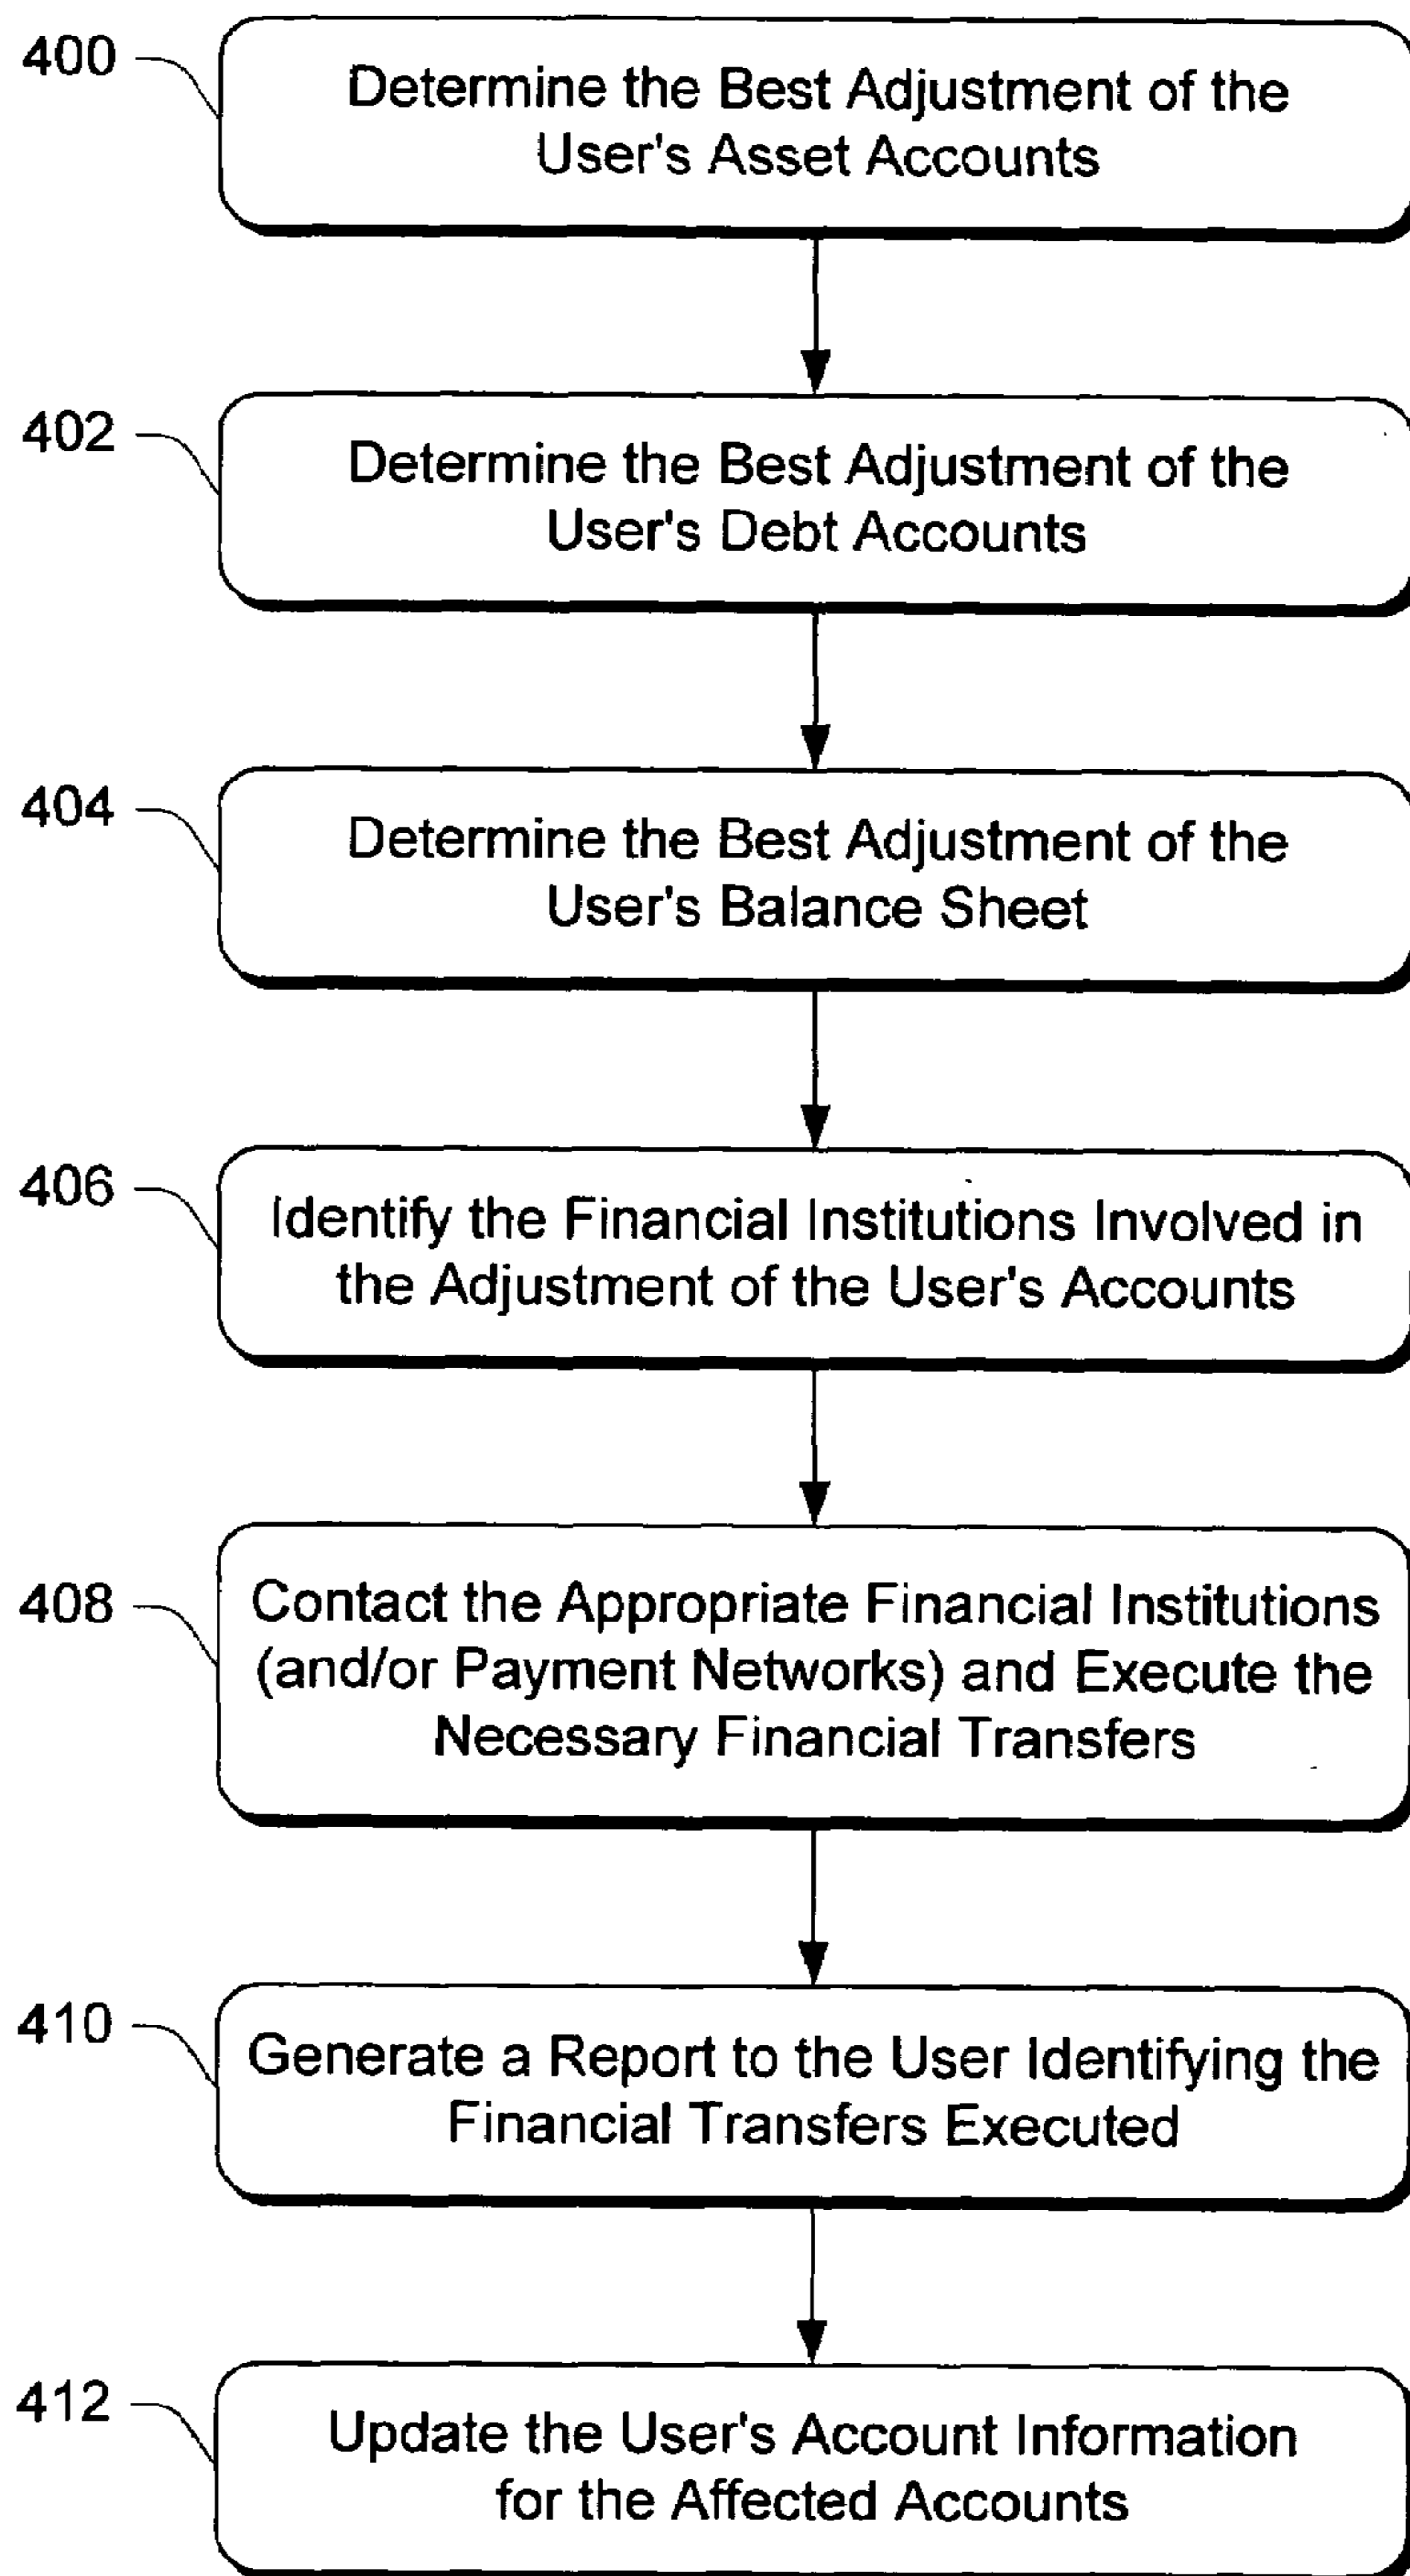 400
Determine the Best Adjustment of the
User's Asset Accounts
402
Determine the Best Adjustment of the
User's Debt Accounts
404
Determine the Best Adjustment of the
User's Balance Sheet
406
Identify the Financial Institutions Involved in
the Adjustment of the User's Accounts
408
Contact the Appropriate Financial Institutions
(and/or Payment Networks) and Execute the
Necessary Financial Transfers
410
Generate a Report to the User Identifying the
Financial Transfers Executed
412
Update the User's Account Information
for the Affected Accounts